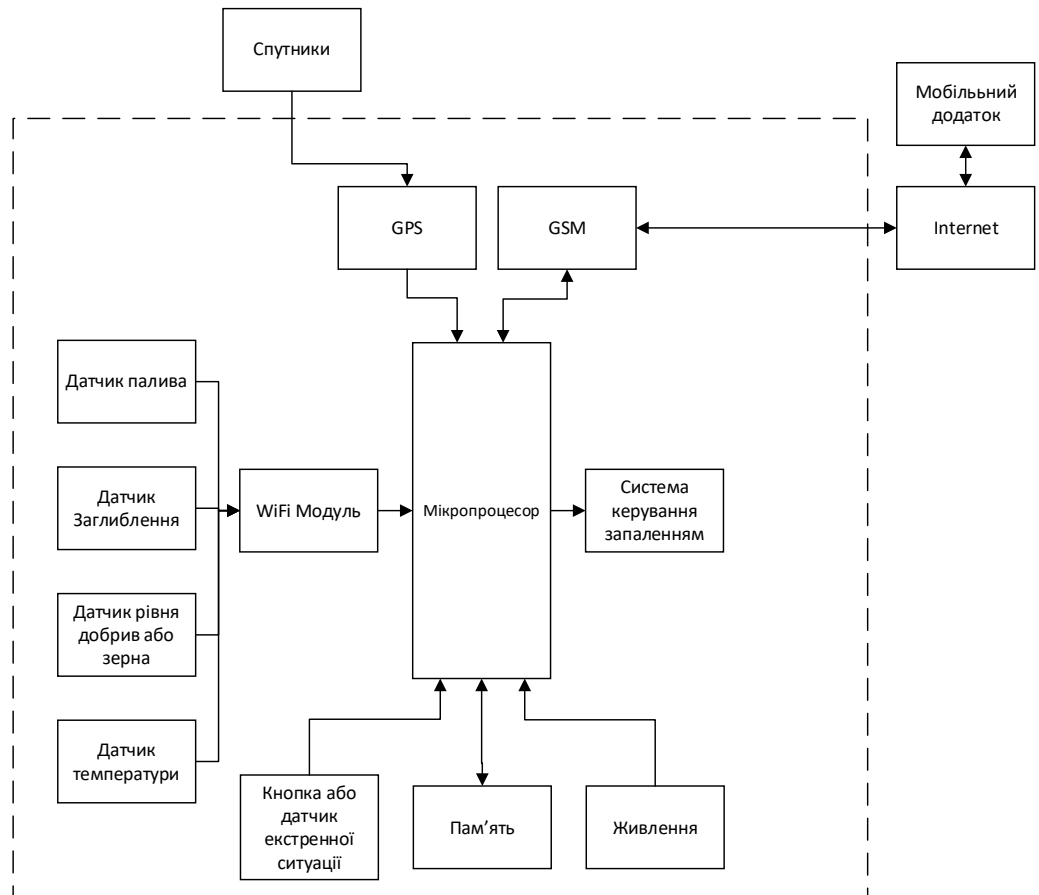 Спутники
Мобілььний
додаток
GPS
GSM
Internet
Датчик палива
Датчик
Заглиблення
WiFi Модуль
Мікропроцесор
Система
керування
запаленням
Датчик рівня
добрив або
зерна
Датчик
температури
Кнопка або
датчик
екстренної
ситуації
Пам’ять
Живлення